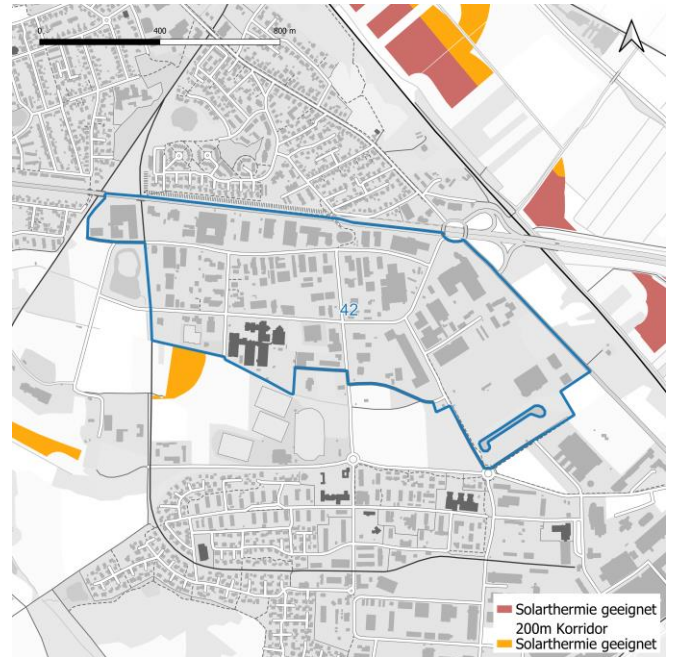 0 400 800 m
42
Solarthermie geeignet
200m Korridor
Solarthermie geeignet